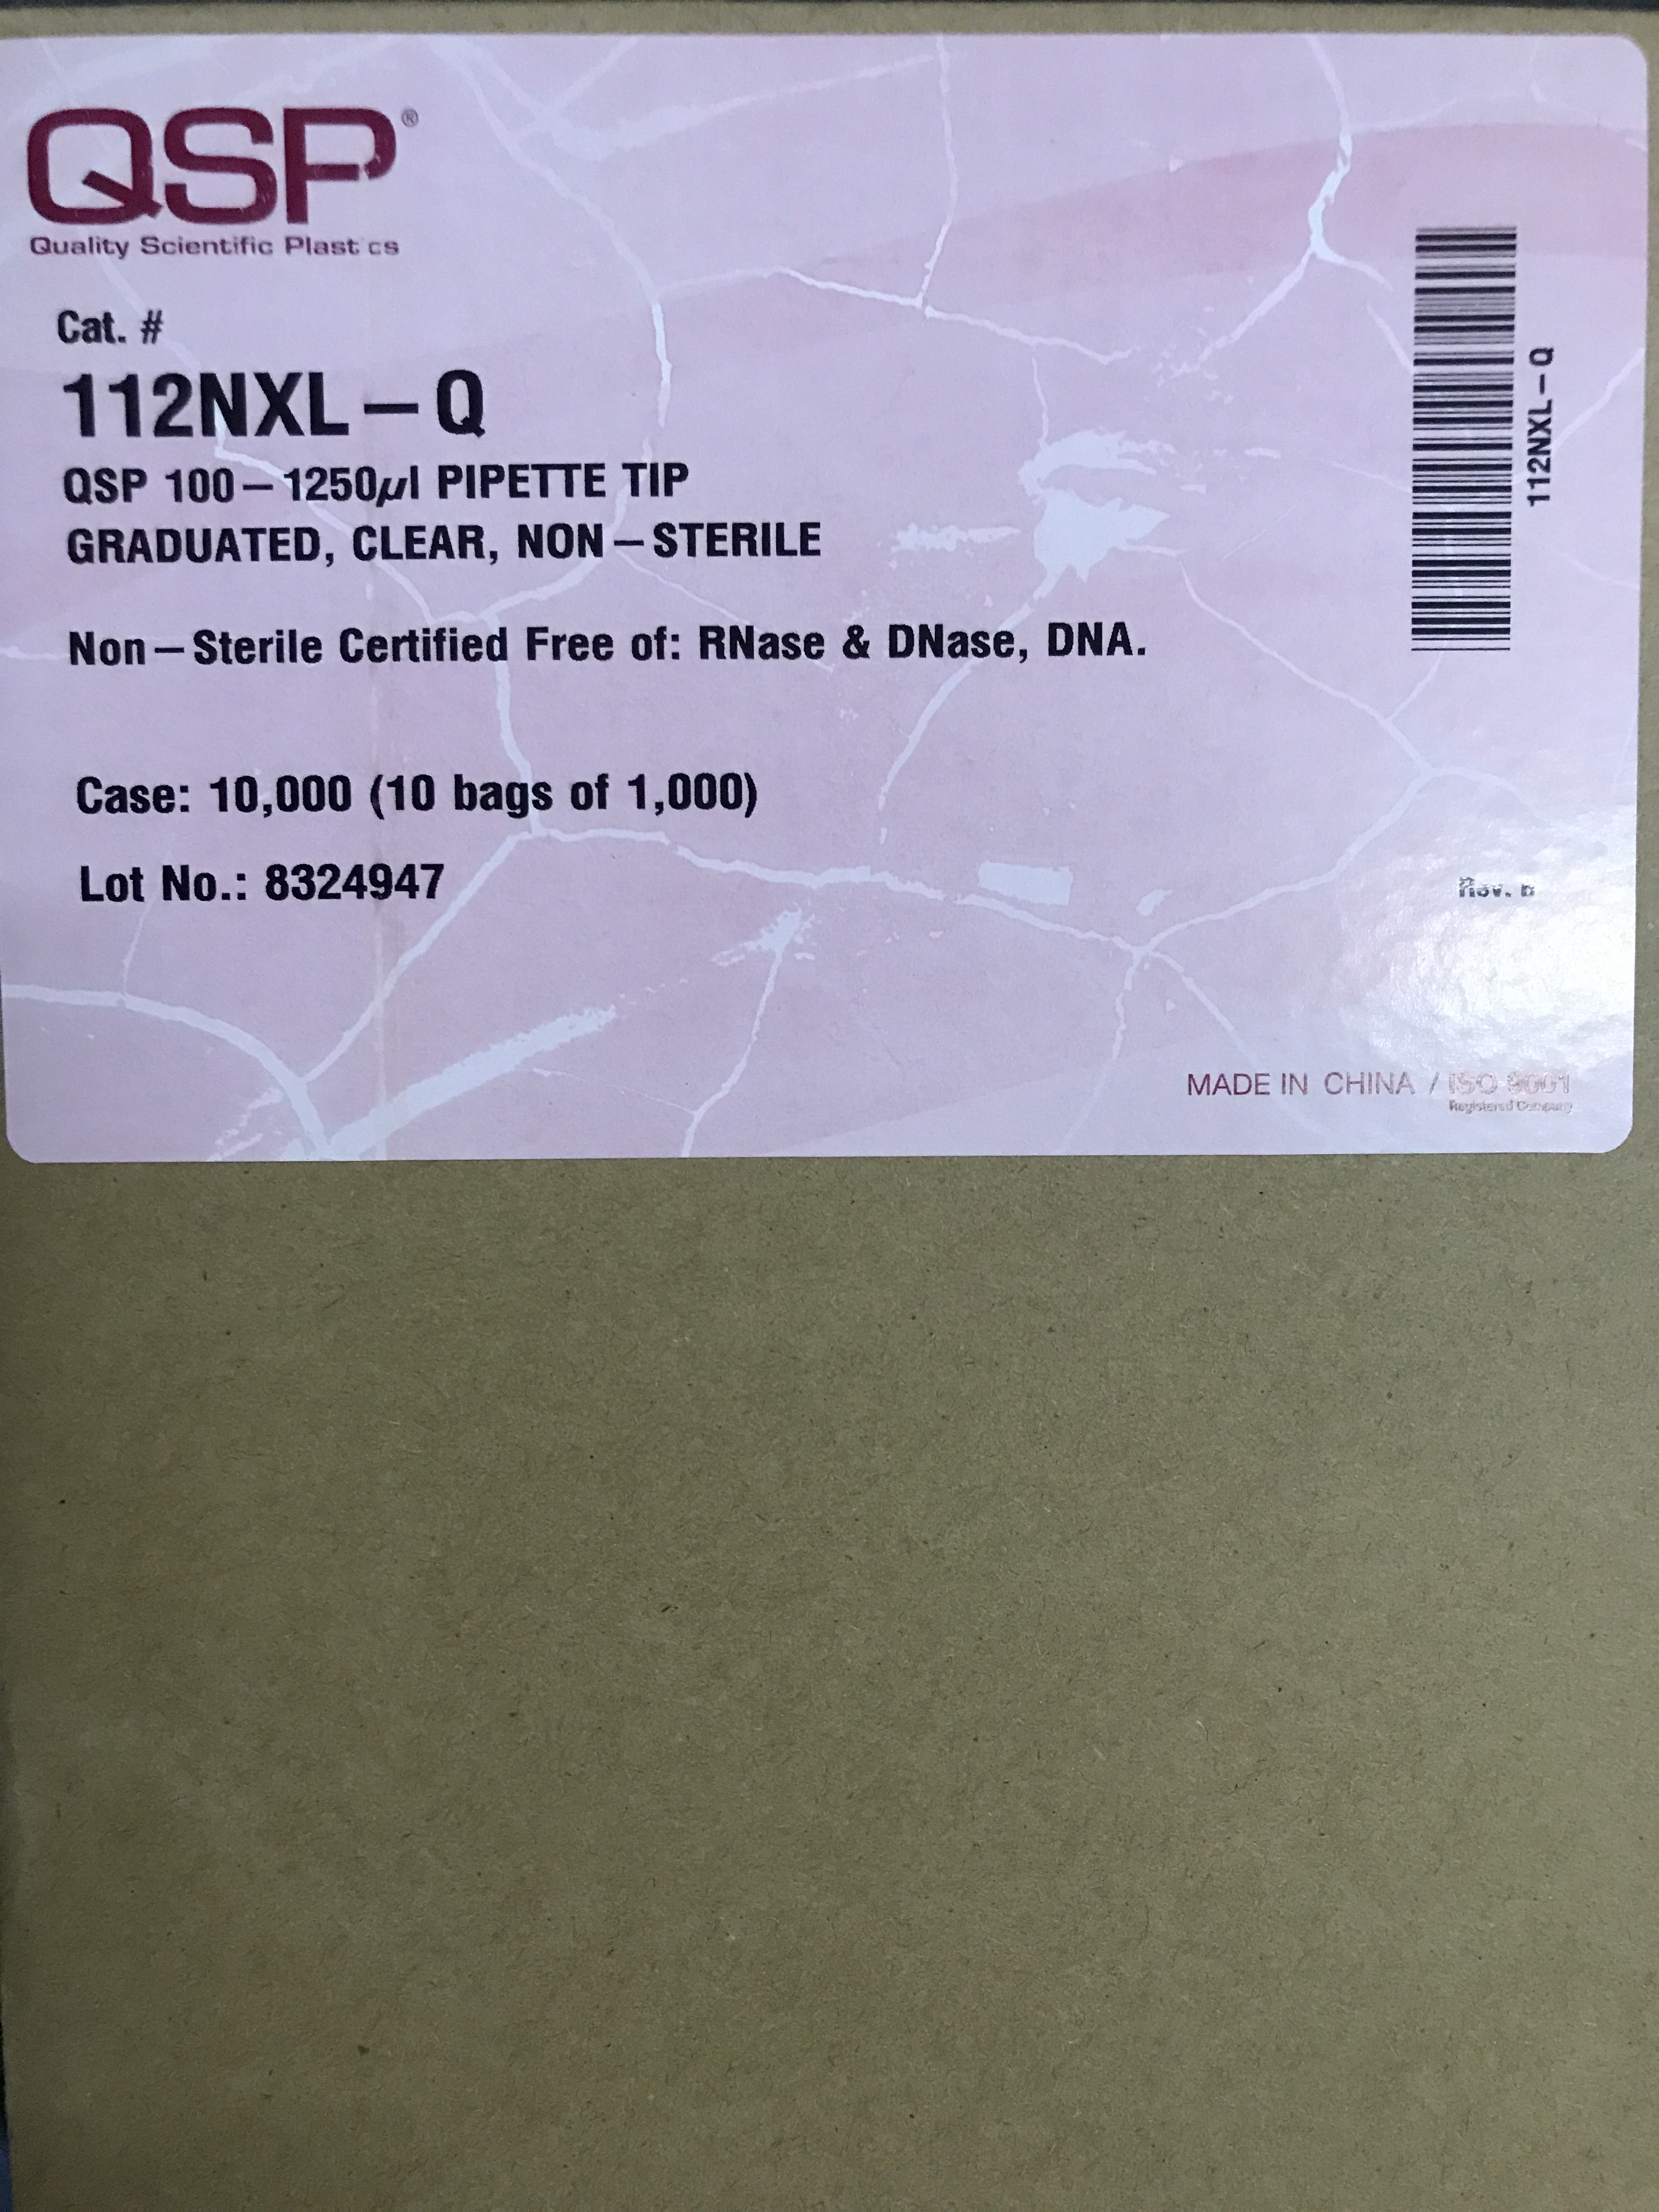 QSP®
Quality Scientific Plast cs
Cat. #
112NXL–Q
QSP 100–1250µl PIPETTE TIP
GRADUATED, CLEAR, NON–STERILE
Non–Sterile Certified Free of: RNase & DNase, DNA.
Case: 10,000 (10 bags of 1,000)
Lot No.: 8324947
112NXL–Q
Rev.
MADE IN CHINA / ISO 9001
Registered Company